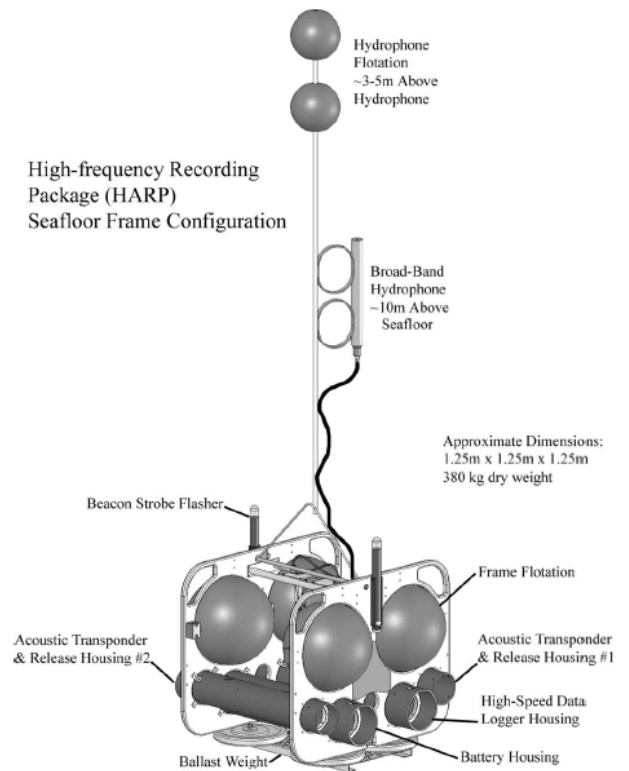 Hydrophone
Flotation
~3-5m Above
Hydrophone
High-frequency Recording
Package (HARP)
Seafloor Frame Configuration
Broad-Band
Hydrophone
~10m Above
Seafloor
Approximate Dimensions:
1.25m x 1.25m x 1.25m
380 kg dry weight
Beacon Strobe Flasher
Frame Flotation
Acoustic Transponder
& Release Housing #2
Acoustic Transponder
& Release Housing #1
High-Speed Data
Logger Housing
Ballast Weight
Battery Housing